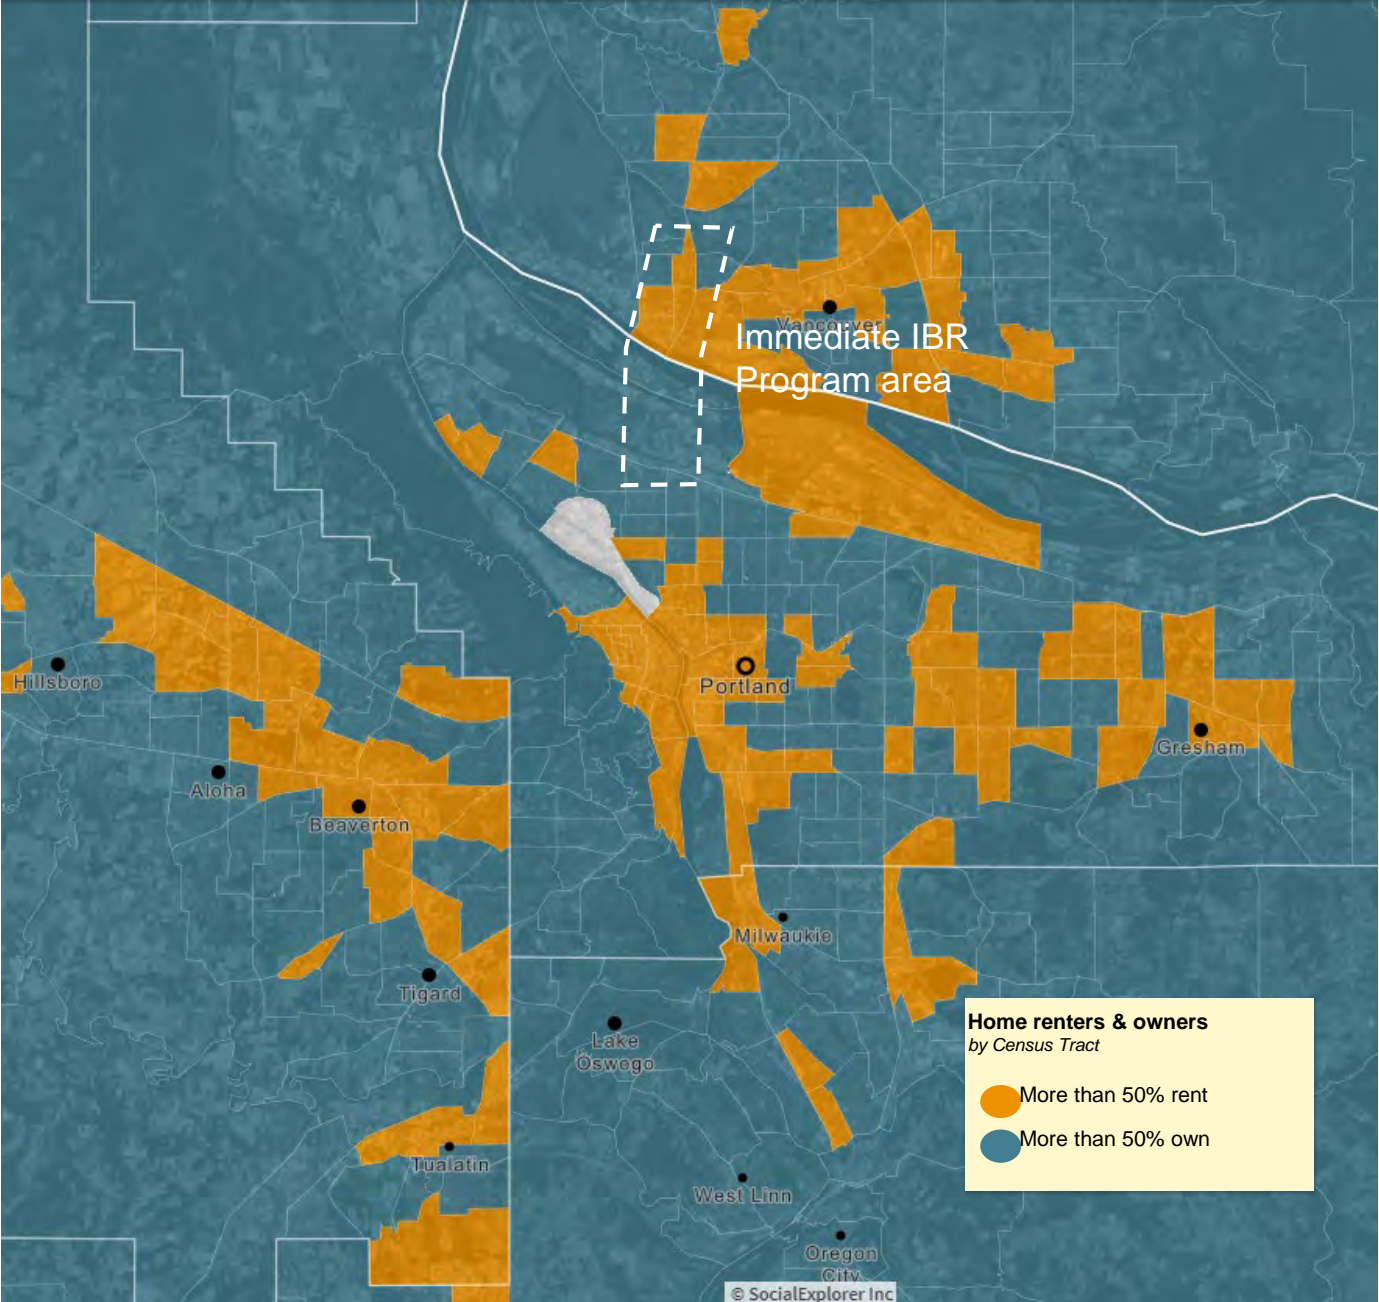 Vancouver
Immediate IBR
Program area
Hillsboro
Portland
Gresham
Aloha
Beaverton
Milwaukie
Tigard
Lake
Oswego
Home renters & owners
by Census Tract
More than 50% rent
More than 50% own
Tualatin
West Linn
Oregon
City
© SocialExplorer Inc